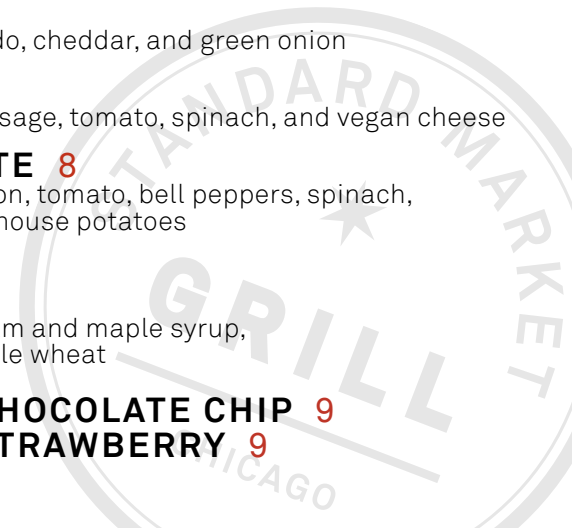 do, cheddar, and green onion
sage, tomato, spinach, and vegan cheese
TE 8
on, tomato, bell peppers, spinach,
house potatoes
m and maple syrup,
le wheat
HOCOLATE CHIP 9
TRAWBERRY 9
STANDARD MARKET
GRILL
CHICAGO